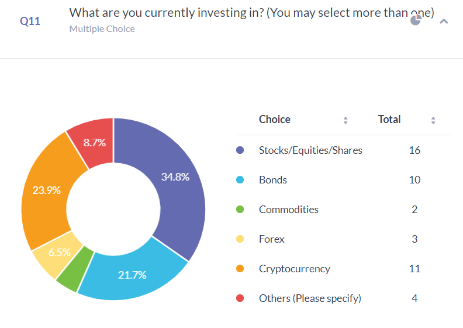 Q11
What are you currently investing in? (You may select more than one)
Multiple Choice
Choice Total
Stocks/Equities/Shares 16
Bonds 10
Commodities 2
Forex 3
Cryptocurrency 11
Others (Please specify) 4
8.7%
34.8%
23.9%
6.5%
21.7%